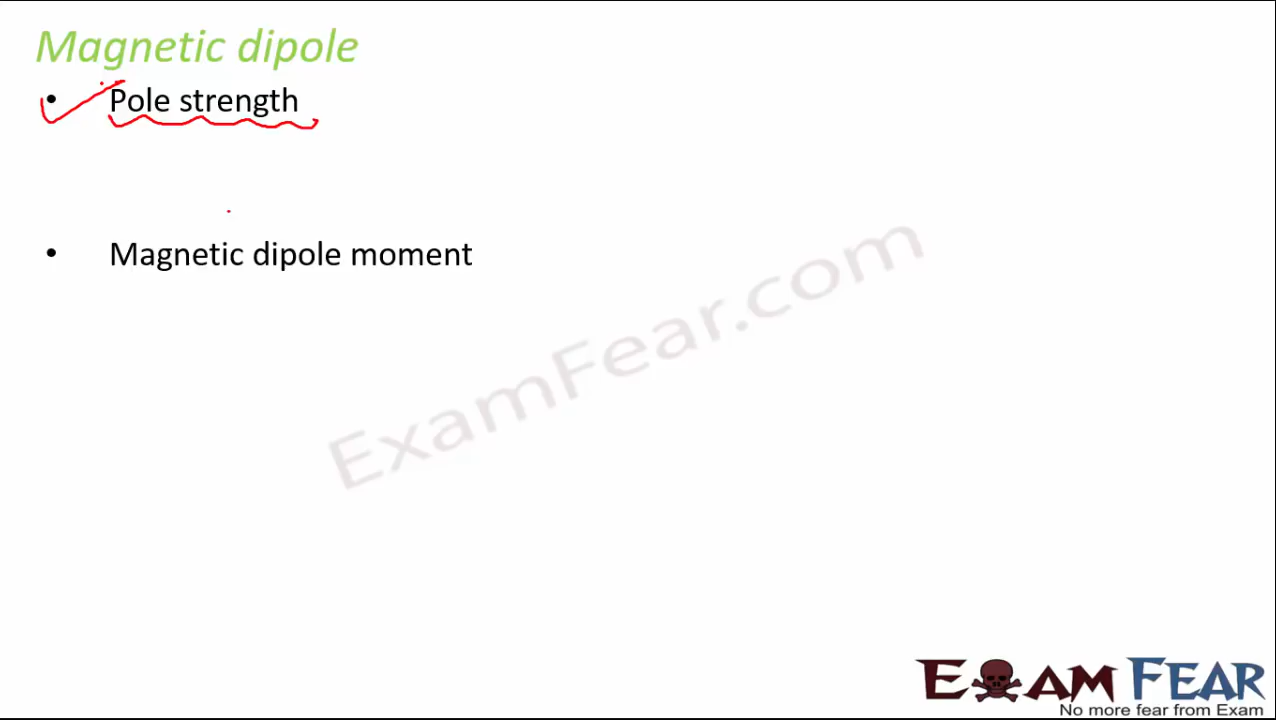 Magnetic dipole
• Pole strength
• Magnetic dipole moment
ExamFear.com
EXAM FEAR
No more fear from Exam